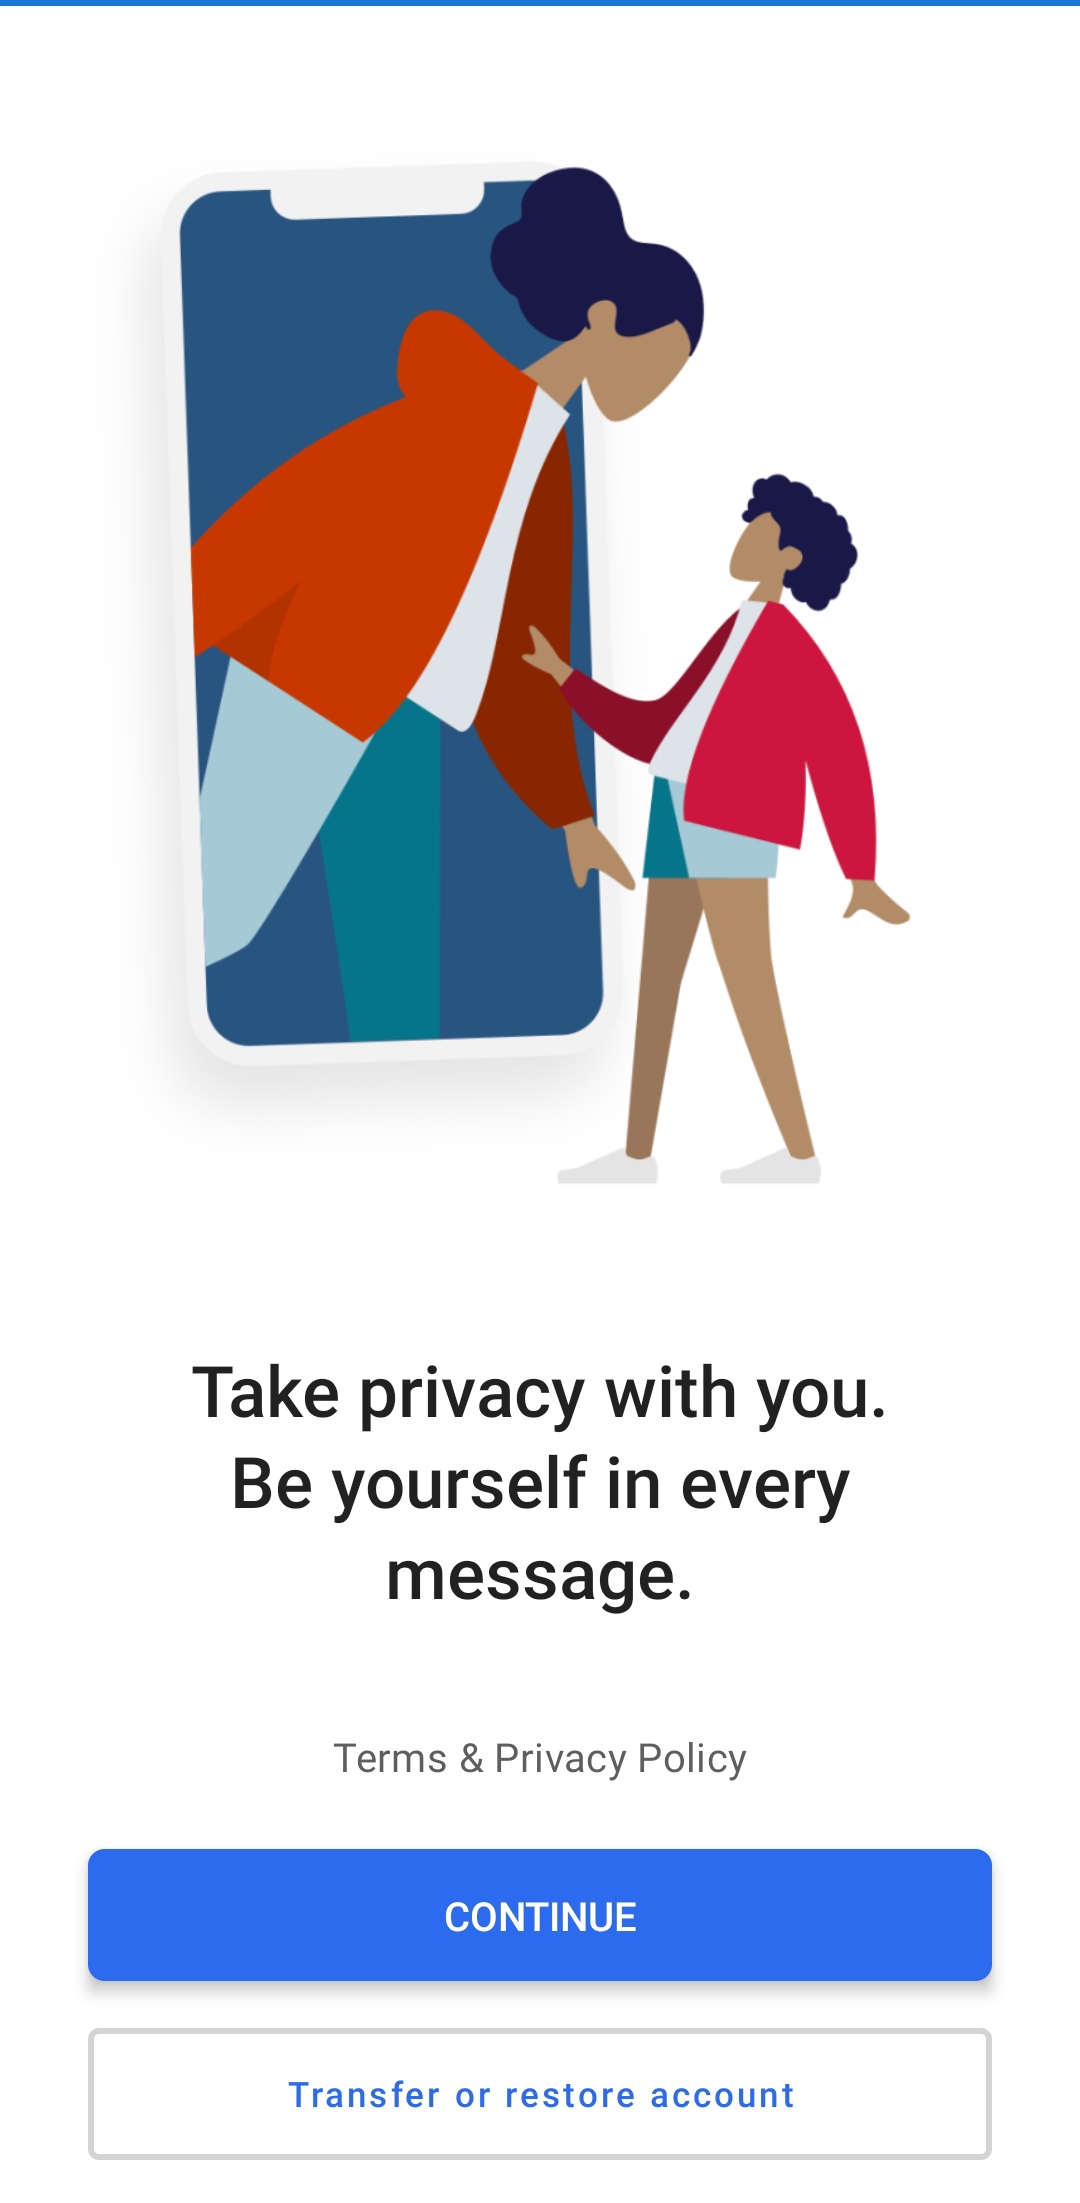 Take privacy with you.
Be yourself in every
message.
Terms & Privacy Policy
CONTINUE
Transfer or restore account